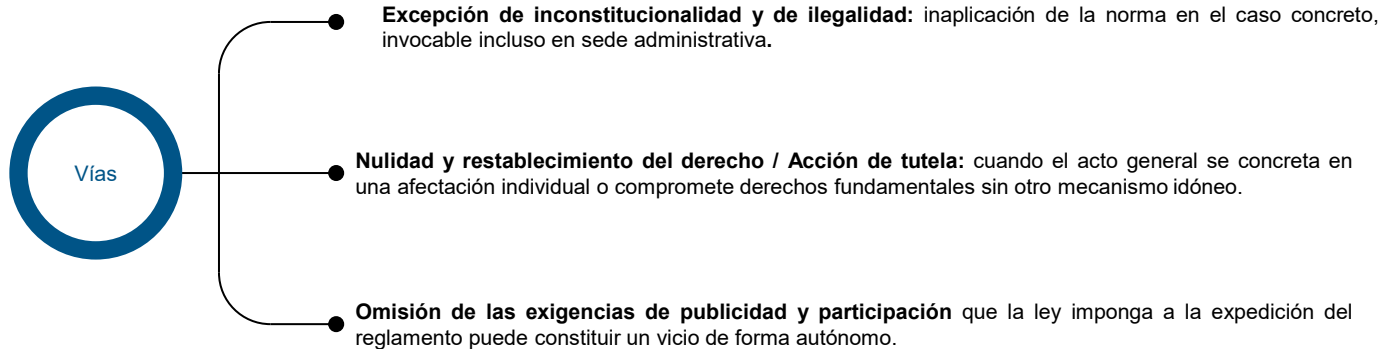 Excepción de inconstitucionalidad y de ilegalidad: inaplicación de la norma en el caso concreto,
invocable incluso en sede administrativa.
Vías
Nulidad y restablecimiento del derecho / Acción de tutela: cuando el acto general se concreta en
una afectación individual o compromete derechos fundamentales sin otro mecanismo idóneo.
Omisión de las exigencias de publicidad y participación que la ley imponga a la expedición del
reglamento puede constituir un vicio de forma autónomo.